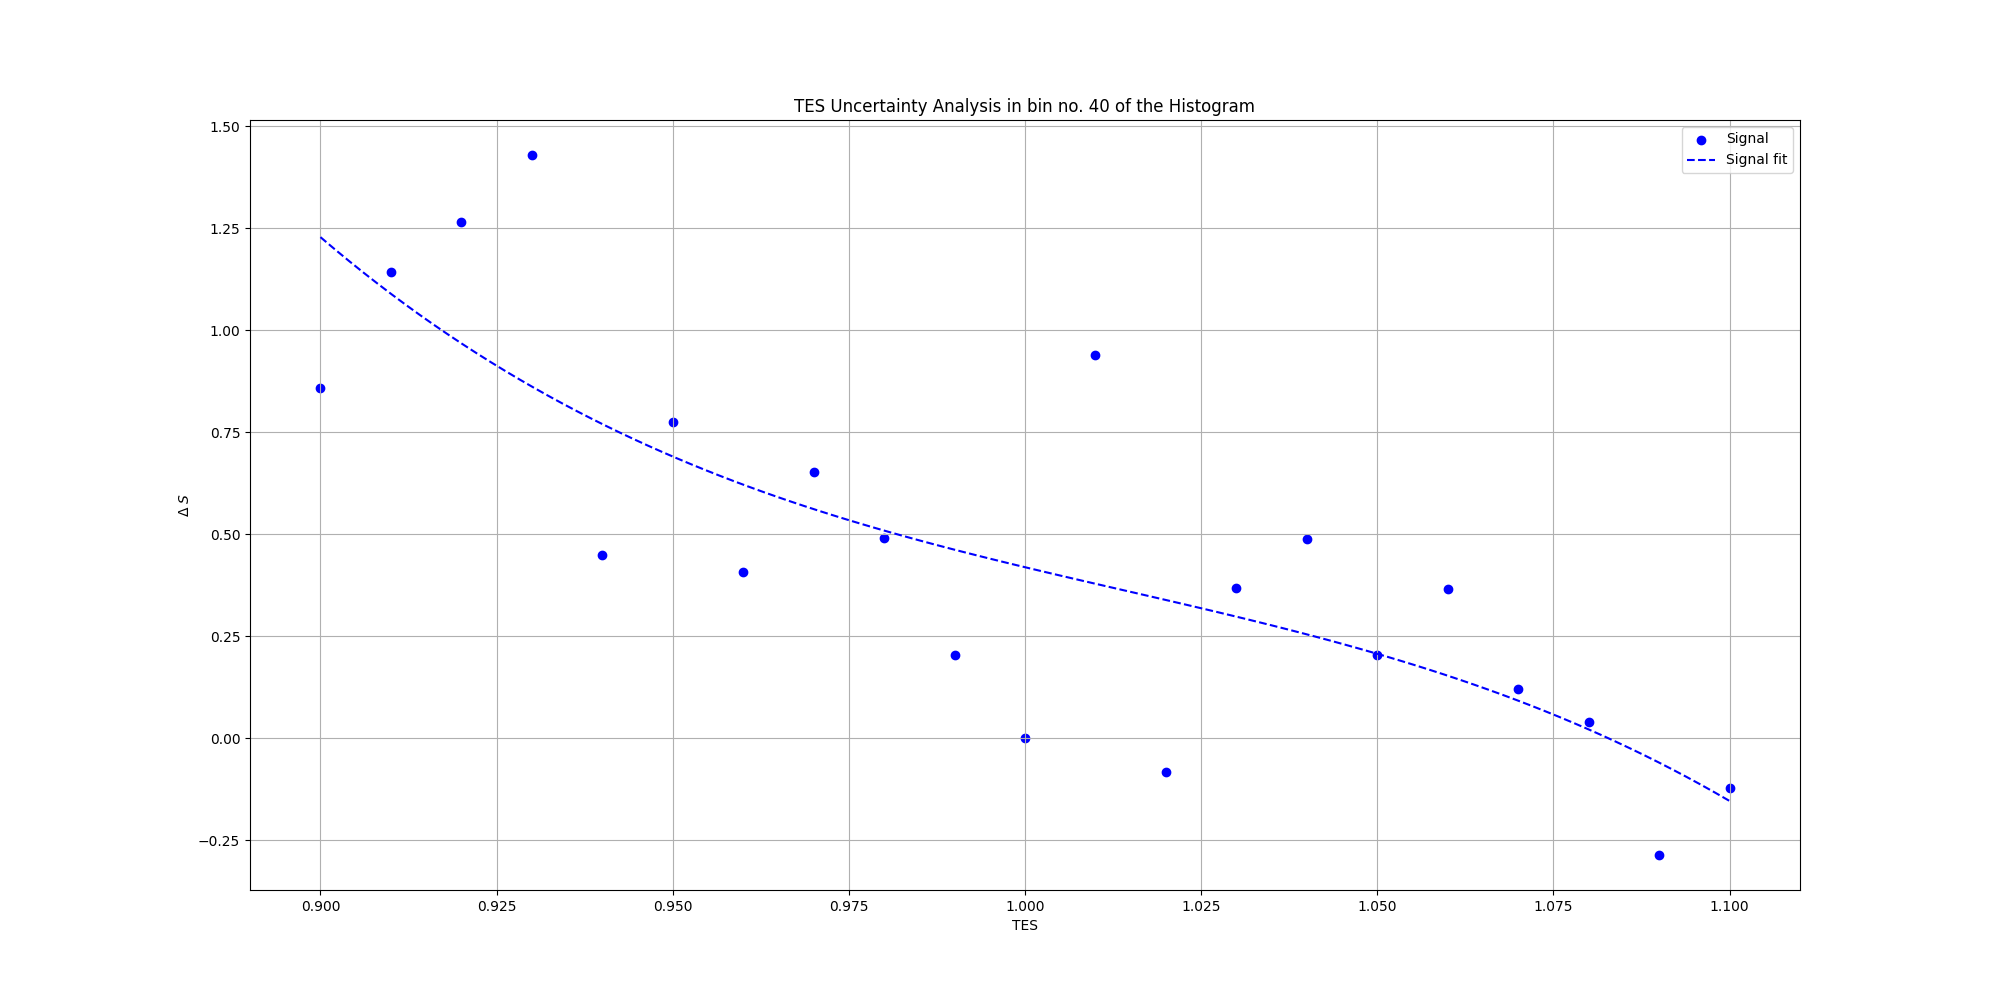 TES Uncertainty Analysis in bin no. 40 of the Histogram
Signal
Signal fit
1.50
1.25
1.00
0.75
0.50
0.25
0.00
−0.25
Δ S
0.900 0.925 0.950 0.975 1.000 1.025 1.050 1.075 1.100
TES